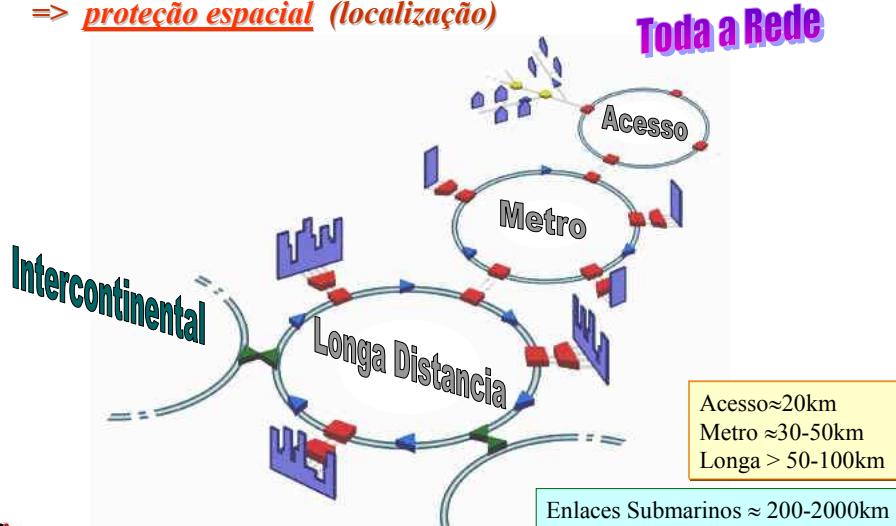 => proteção espacial (localização)
Toda a Rede
Acesso
Metro
Intercontinental
Longa Distancia
Acesso≈20km
Metro ≈30-50km
Longa > 50-100km
Enlaces Submarinos ≈ 200-2000km